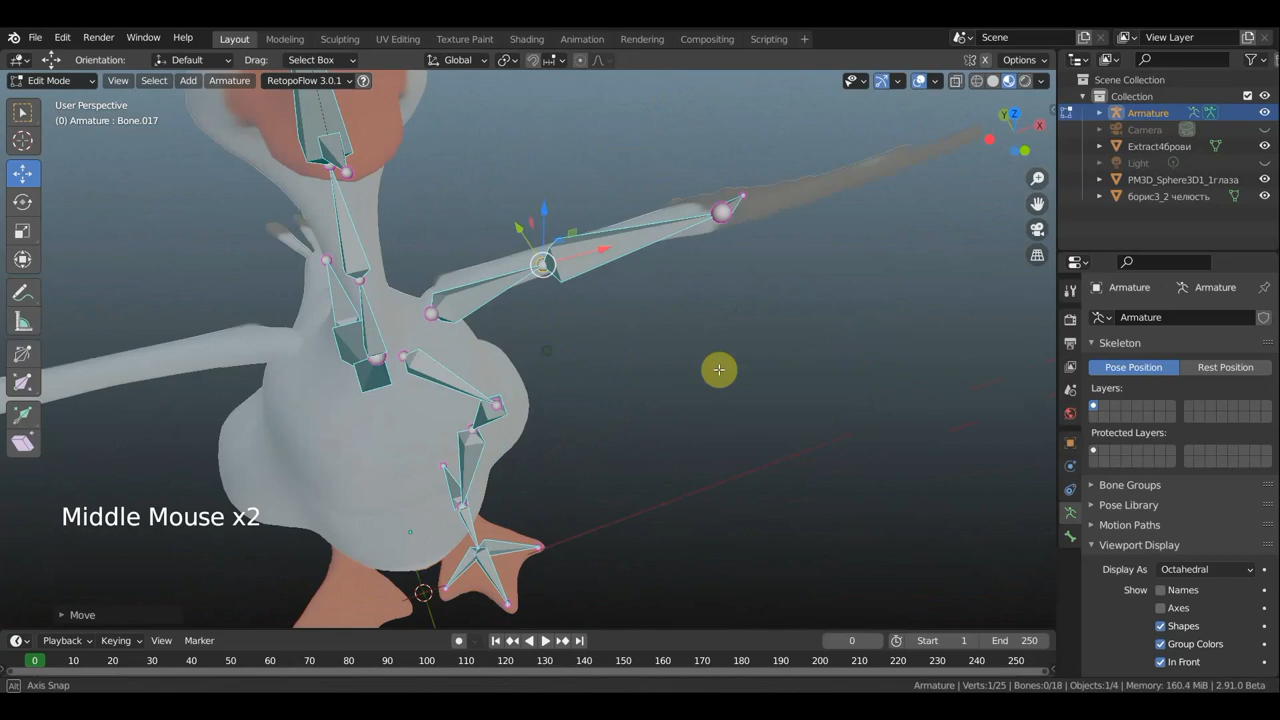 File Edit Render Window Help Layout Modeling Sculpting UV Editing Texture Paint Shading Animation Rendering Compositing Scripting + Scene View Layer
Orientation: Default Drag: Select Box Global Options
Edit Mode View Select Add Armature RetopoFlow 3.0.1
User Perspective
(0) Armature : Bone.017
Scene Collection
Collection
Armature
Camera
Extract4брови
Light
PM3D_Sphere3D1_1глаза
борис3_2 челюсть
X
Y
Z
Armature Armature
Armature
Skeleton
Pose Position Rest Position
Layers:
Protected Layers:
Bone Groups
Pose Library
Motion Paths
Viewport Display
Display As Octahedral
Show Names
Axes
Shapes
Group Colors
In Front
Middle Mouse x2
Move
Playback Keying View Marker 0 Start 1 End 250
0 10 20 30 40 50 60 70 80 90 100 110 120 130 140 150 160 170 180 190 200 210 220 230 240 250
Alt Axis Snap Armature | Verts:1/25 | Bones:0/18 | Objects:1/4 | Memory: 160.4 MiB | 2.91.0 Beta